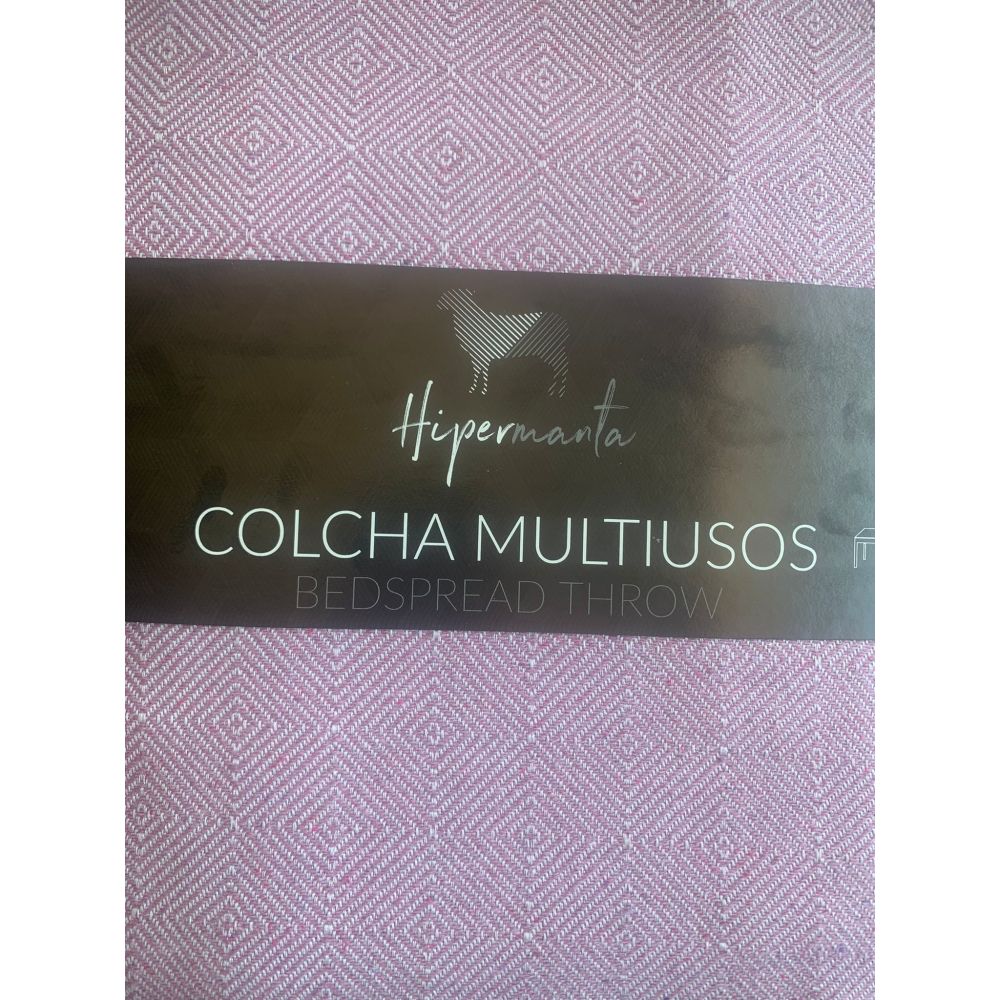 Hipermanta
COLCHA MULTIUSOS
BEDSPREAD THROW